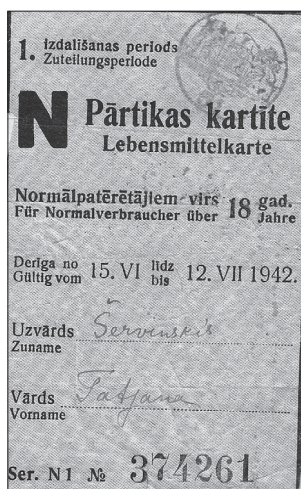 1. Izdalīšanas periods
Zuteilungsperiode
N Pārtikas kartīte
Lebensmittelkarte
Normālpatērētājiem virs 18 gad.
Für Normalverbraucher über Jahre
Derīga no 15. VI līdz 12. VII 1942.
Gültig vom bis
Uzvārds
Zuname
Vārds Tatjana
Vorname
Ser. N1 № 374261